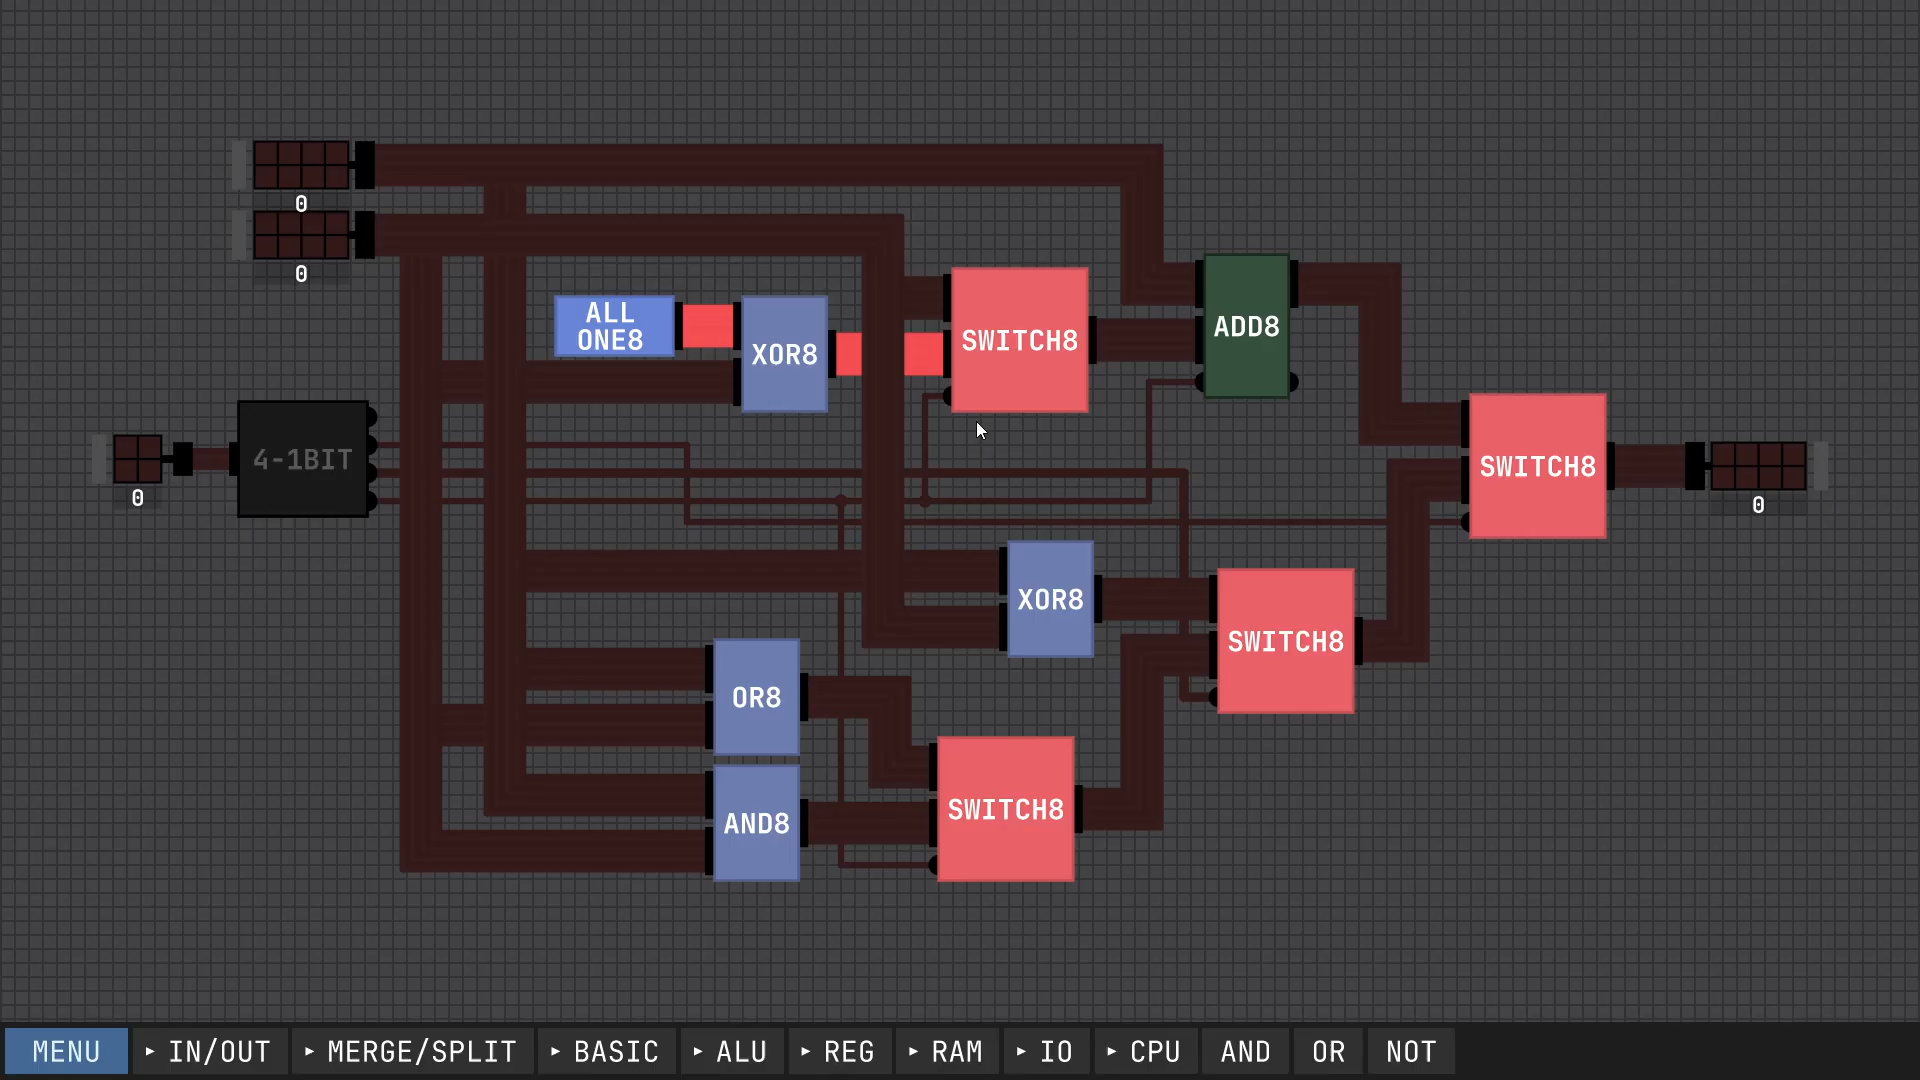 0
0
ALL
ONE8
XOR8
SWITCH8
ADD8
4-1BIT
0
SWITCH8
0
XOR8
SWITCH8
OR8
AND8
SWITCH8
MENU
IN/OUT
MERGE/SPLIT
BASIC
ALU
REG
RAM
IO
CPU
AND
OR
NOT